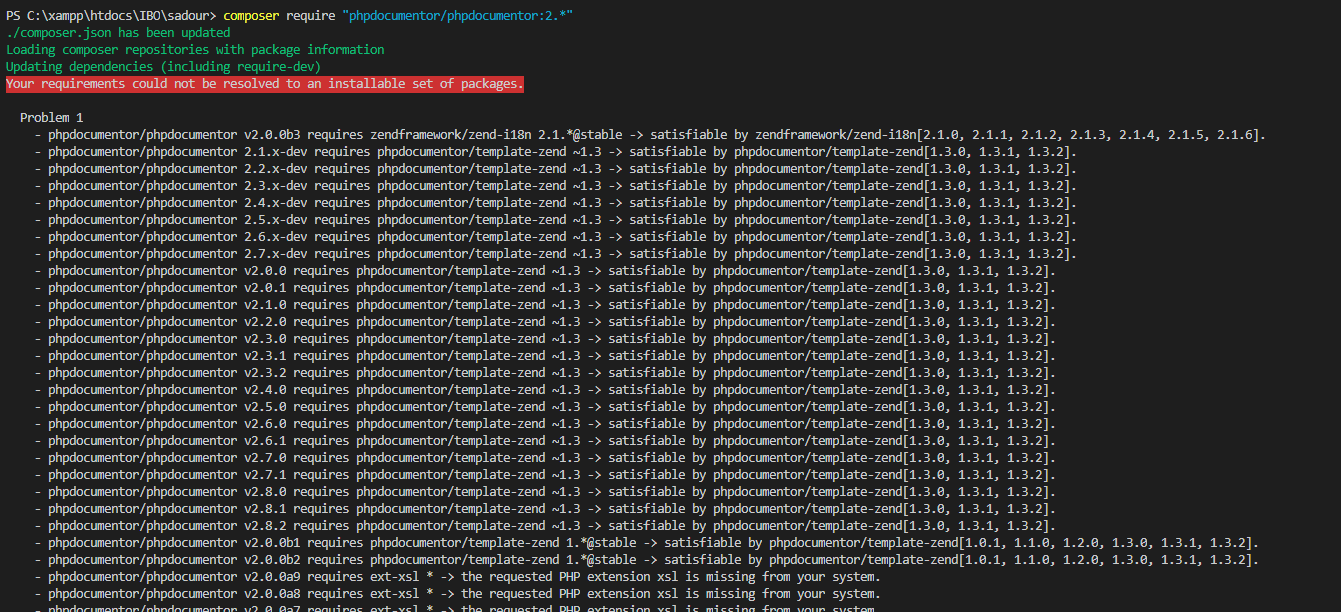 PS C:\xampp\htdocs\IBO\sadour> composer require "phpdocumentor/phpdocumentor:2.*"
./composer.json has been updated
Loading composer repositories with package information
Updating dependencies (including require-dev)
Your requirements could not be resolved to an installable set of packages.
Problem 1
- phpdocumentor/phpdocumentor v2.0.0b3 requires zendframework/zend-i18n 2.1.*@stable -> satisfiable by zendframework/zend-i18n[2.1.0, 2.1.1, 2.1.2, 2.1.3, 2.1.4, 2.1.5, 2.1.6].
- phpdocumentor/phpdocumentor 2.1.x-dev requires phpdocumentor/template-zend ~1.3 -> satisfiable by phpdocumentor/template-zend[1.3.0, 1.3.1, 1.3.2].
- phpdocumentor/phpdocumentor 2.2.x-dev requires phpdocumentor/template-zend ~1.3 -> satisfiable by phpdocumentor/template-zend[1.3.0, 1.3.1, 1.3.2].
- phpdocumentor/phpdocumentor 2.3.x-dev requires phpdocumentor/template-zend ~1.3 -> satisfiable by phpdocumentor/template-zend[1.3.0, 1.3.1, 1.3.2].
- phpdocumentor/phpdocumentor 2.4.x-dev requires phpdocumentor/template-zend ~1.3 -> satisfiable by phpdocumentor/template-zend[1.3.0, 1.3.1, 1.3.2].
- phpdocumentor/phpdocumentor 2.5.x-dev requires phpdocumentor/template-zend ~1.3 -> satisfiable by phpdocumentor/template-zend[1.3.0, 1.3.1, 1.3.2].
- phpdocumentor/phpdocumentor 2.6.x-dev requires phpdocumentor/template-zend ~1.3 -> satisfiable by phpdocumentor/template-zend[1.3.0, 1.3.1, 1.3.2].
- phpdocumentor/phpdocumentor 2.7.x-dev requires phpdocumentor/template-zend ~1.3 -> satisfiable by phpdocumentor/template-zend[1.3.0, 1.3.1, 1.3.2].
- phpdocumentor/phpdocumentor v2.0.0 requires phpdocumentor/template-zend ~1.3 -> satisfiable by phpdocumentor/template-zend[1.3.0, 1.3.1, 1.3.2].
- phpdocumentor/phpdocumentor v2.0.1 requires phpdocumentor/template-zend ~1.3 -> satisfiable by phpdocumentor/template-zend[1.3.0, 1.3.1, 1.3.2].
- phpdocumentor/phpdocumentor v2.1.0 requires phpdocumentor/template-zend ~1.3 -> satisfiable by phpdocumentor/template-zend[1.3.0, 1.3.1, 1.3.2].
- phpdocumentor/phpdocumentor v2.2.0 requires phpdocumentor/template-zend ~1.3 -> satisfiable by phpdocumentor/template-zend[1.3.0, 1.3.1, 1.3.2].
- phpdocumentor/phpdocumentor v2.3.0 requires phpdocumentor/template-zend ~1.3 -> satisfiable by phpdocumentor/template-zend[1.3.0, 1.3.1, 1.3.2].
- phpdocumentor/phpdocumentor v2.3.1 requires phpdocumentor/template-zend ~1.3 -> satisfiable by phpdocumentor/template-zend[1.3.0, 1.3.1, 1.3.2].
- phpdocumentor/phpdocumentor v2.3.2 requires phpdocumentor/template-zend ~1.3 -> satisfiable by phpdocumentor/template-zend[1.3.0, 1.3.1, 1.3.2].
- phpdocumentor/phpdocumentor v2.4.0 requires phpdocumentor/template-zend ~1.3 -> satisfiable by phpdocumentor/template-zend[1.3.0, 1.3.1, 1.3.2].
- phpdocumentor/phpdocumentor v2.5.0 requires phpdocumentor/template-zend ~1.3 -> satisfiable by phpdocumentor/template-zend[1.3.0, 1.3.1, 1.3.2].
- phpdocumentor/phpdocumentor v2.6.0 requires phpdocumentor/template-zend ~1.3 -> satisfiable by phpdocumentor/template-zend[1.3.0, 1.3.1, 1.3.2].
- phpdocumentor/phpdocumentor v2.6.1 requires phpdocumentor/template-zend ~1.3 -> satisfiable by phpdocumentor/template-zend[1.3.0, 1.3.1, 1.3.2].
- phpdocumentor/phpdocumentor v2.7.0 requires phpdocumentor/template-zend ~1.3 -> satisfiable by phpdocumentor/template-zend[1.3.0, 1.3.1, 1.3.2].
- phpdocumentor/phpdocumentor v2.7.1 requires phpdocumentor/template-zend ~1.3 -> satisfiable by phpdocumentor/template-zend[1.3.0, 1.3.1, 1.3.2].
- phpdocumentor/phpdocumentor v2.8.0 requires phpdocumentor/template-zend ~1.3 -> satisfiable by phpdocumentor/template-zend[1.3.0, 1.3.1, 1.3.2].
- phpdocumentor/phpdocumentor v2.8.1 requires phpdocumentor/template-zend ~1.3 -> satisfiable by phpdocumentor/template-zend[1.3.0, 1.3.1, 1.3.2].
- phpdocumentor/phpdocumentor v2.8.2 requires phpdocumentor/template-zend ~1.3 -> satisfiable by phpdocumentor/template-zend[1.3.0, 1.3.1, 1.3.2].
- phpdocumentor/phpdocumentor v2.0.0b1 requires phpdocumentor/template-zend 1.*@stable -> satisfiable by phpdocumentor/template-zend[1.0.1, 1.1.0, 1.2.0, 1.3.0, 1.3.1, 1.3.2].
- phpdocumentor/phpdocumentor v2.0.0b2 requires phpdocumentor/template-zend 1.*@stable -> satisfiable by phpdocumentor/template-zend[1.0.1, 1.1.0, 1.2.0, 1.3.0, 1.3.1, 1.3.2].
- phpdocumentor/phpdocumentor v2.0.0a9 requires ext-xsl * -> the requested PHP extension xsl is missing from your system.
- phpdocumentor/phpdocumentor v2.0.0a8 requires ext-xsl * -> the requested PHP extension xsl is missing from your system.
- phpdocumentor/phpdocumentor v2.0.0a7 requires ext-xsl * -> the requested PHP extension xsl is missing from your system.